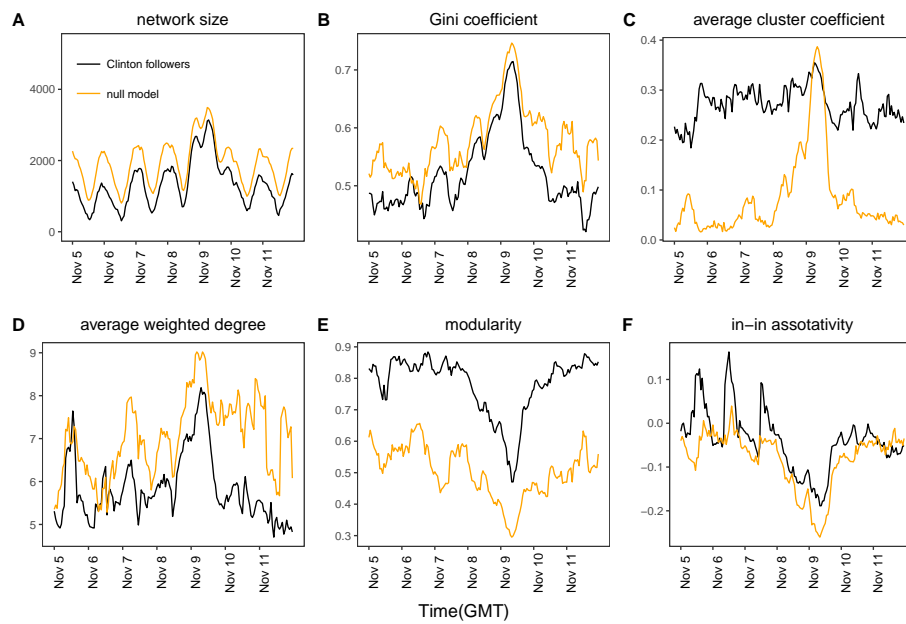 A network size
B Gini coefficient
C average cluster coefficient
Clinton followers
null model
0
2000
4000
Nov 5
Nov 6
Nov 7
Nov 8
Nov 9
Nov 10
Nov 11
0.5
0.6
0.7
Nov 5
Nov 6
Nov 7
Nov 8
Nov 9
Nov 10
Nov 11
0.0
0.1
0.2
0.3
0.4
Nov 5
Nov 6
Nov 7
Nov 8
Nov 9
Nov 10
Nov 11
D average weighted degree
E modularity
F in−in assotativity
5
6
7
8
9
Nov 5
Nov 6
Nov 7
Nov 8
Nov 9
Nov 10
Nov 11
0.3
0.4
0.5
0.6
0.7
0.8
0.9
Nov 5
Nov 6
Nov 7
Nov 8
Nov 9
Nov 10
Nov 11
−0.2
−0.1
0.0
0.1
Nov 5
Nov 6
Nov 7
Nov 8
Nov 9
Nov 10
Nov 11
Time(GMT)